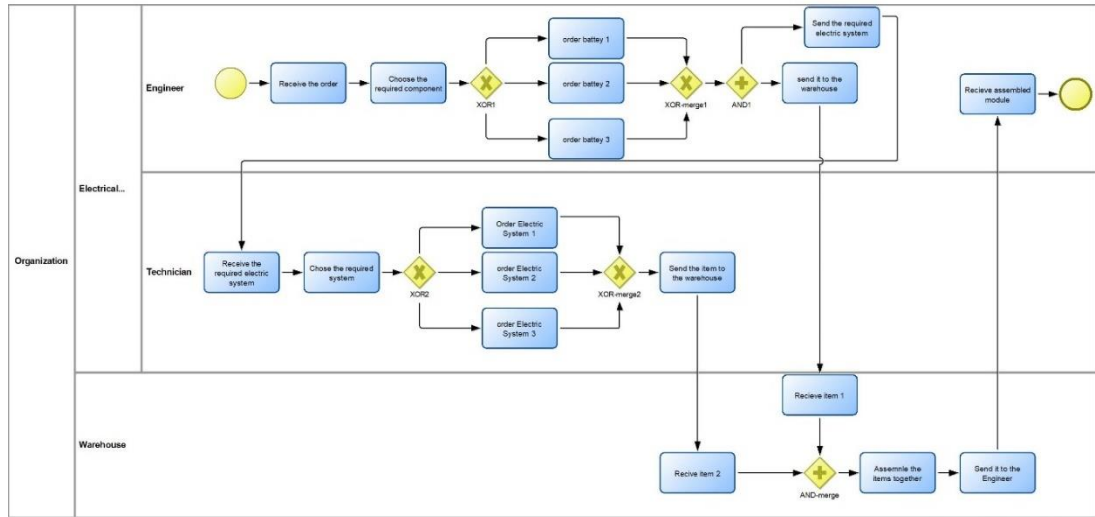 Organization
Electrical...
Engineer
Receive the order
Choose the
required component
XOR1
order battey 1
order battey 2
order battey 3
XOR-merge1
AND1
Send the required
electric system
send it to the
warehouse
Recieve assembled
module
Technician
Receive the
required electric
system
Chose the required
system
XOR2
Order Electric
System 1
order Electric
System 2
order Electric
System 3
XOR-merge2
Send the item to
the warehouse
Warehouse
Recieve item 1
Recive item 2
AND-merge
Assemnle the
items together
Send it to the
Engineer